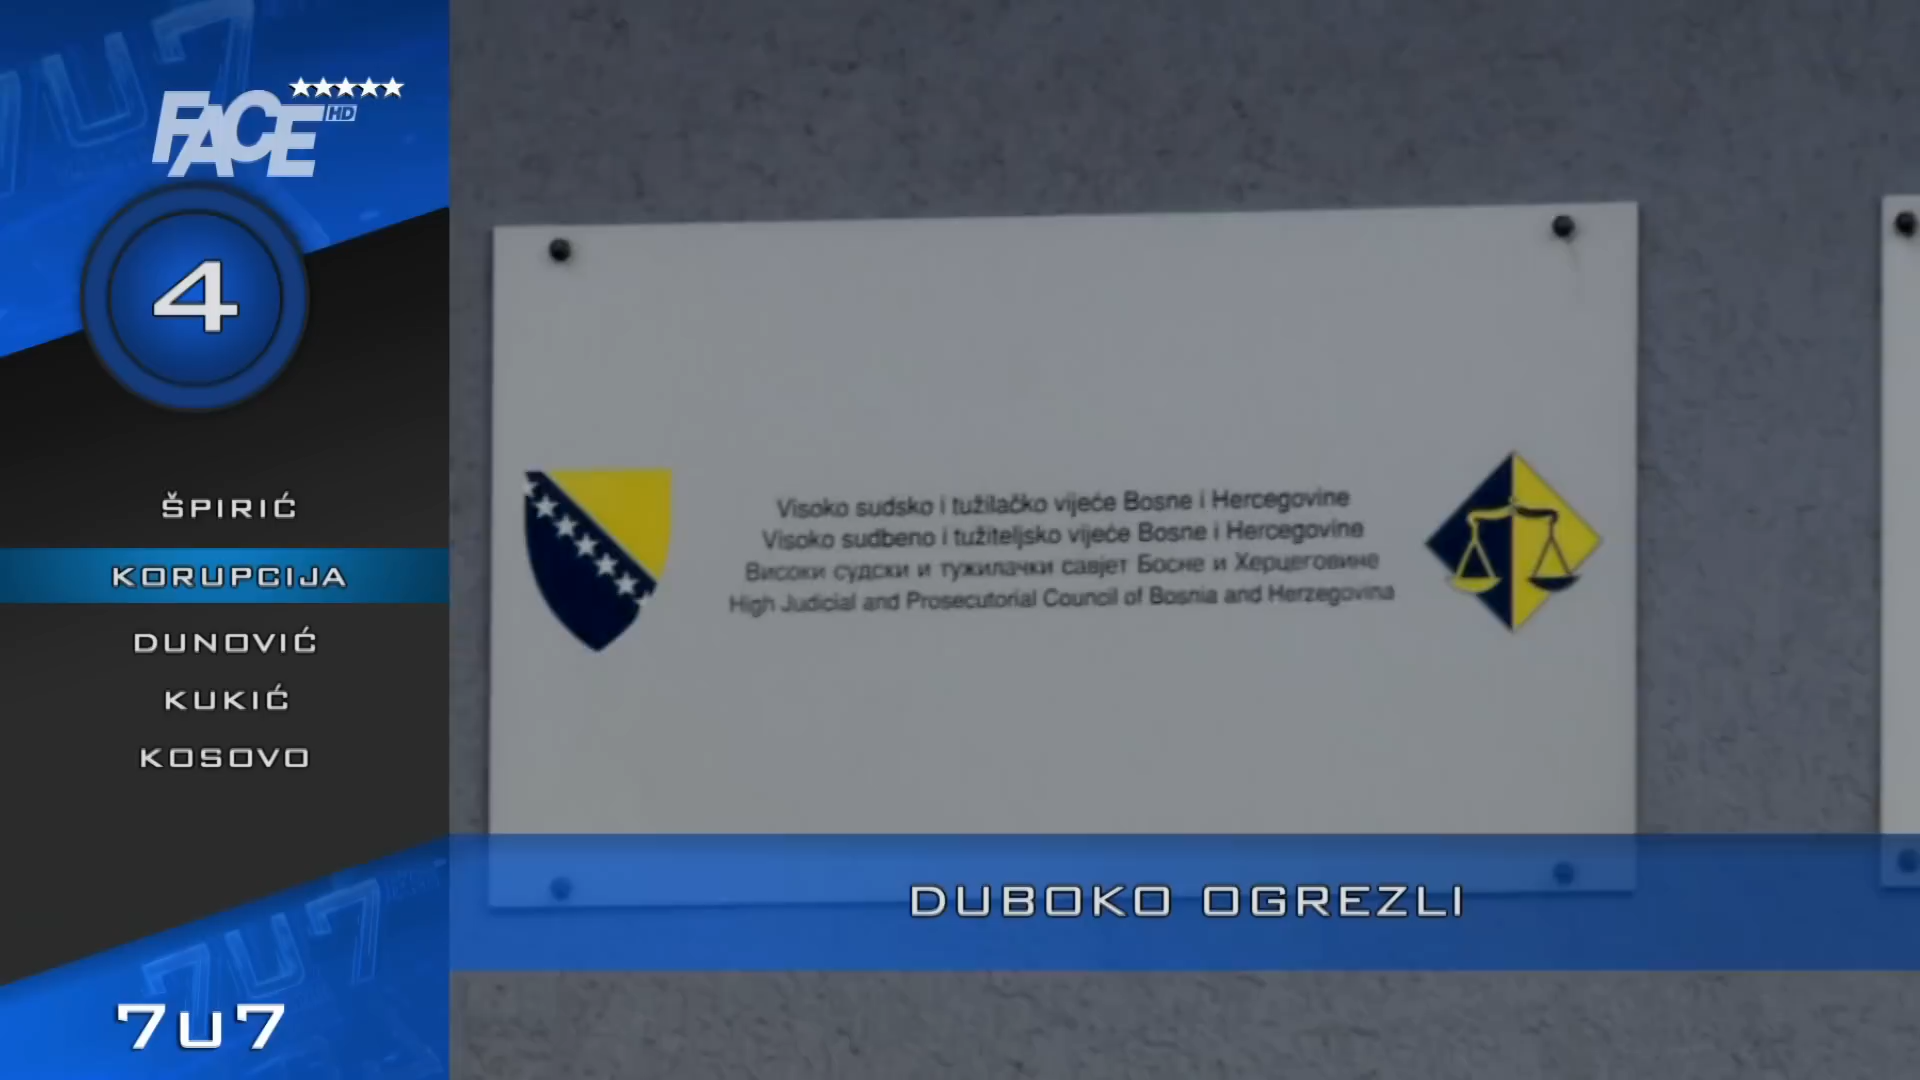 FACE HD
4
ŠPIRIĆ
KORUPCIJA
DUNOVIĆ
KUKIĆ
KOSOVO
7u7
Visoko sudsko i tužilačko vijeće Bosne i Hercegovine
Visoko sudbeno i tužiteljsko vijeće Bosne i Hercegovine
Високи судски и тужилачки савјет Босне и Херцеговине
High Judicial and Prosecutorial Council of Bosnia and Herzegovina
DUBOKO OGREZLI